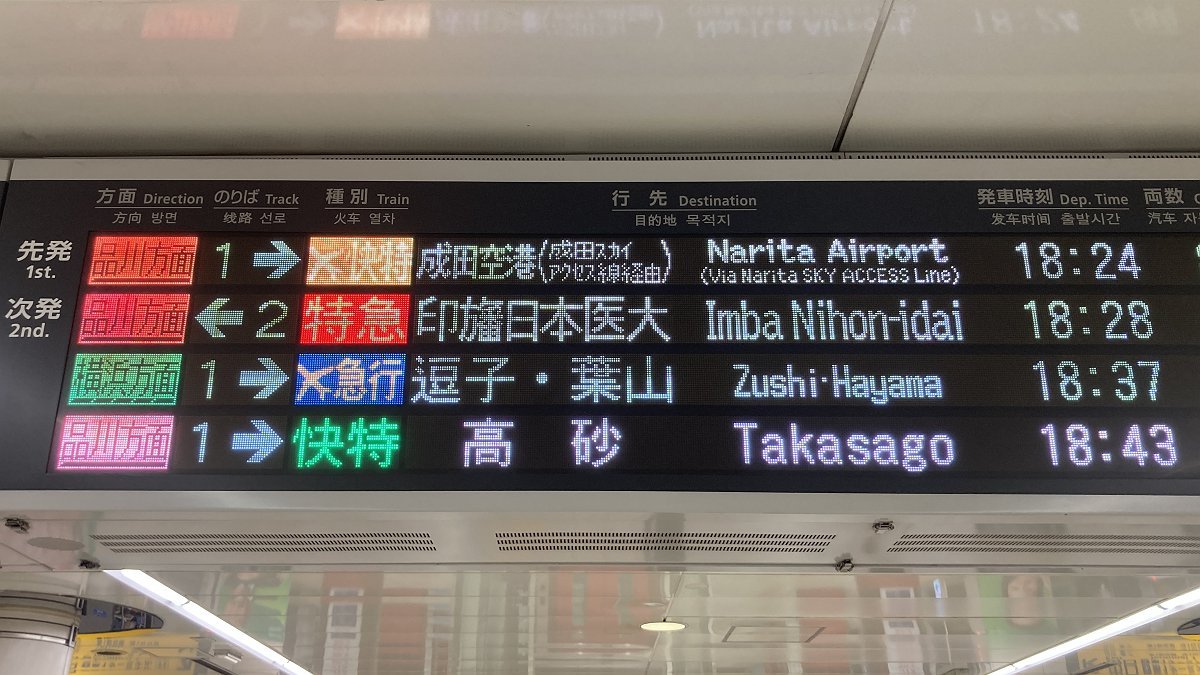 方面 Direction のりば Track 種別 Train 行先 Destination 発車時刻 Dep. Time 両数
方向 방면 线路 선로 火车 열차 目的地 목적지 发车时间 출발시간 汽车
先発 品川方面 1 → 快特 成田空港(成田スカイアクセス線経由) Narita Airport 18:24
1st. (Via Narita SKY ACCESS Line)
次発 品川方面 ← 2 特急 印旛日本医大 Imba Nihon-idai 18:28
2nd.
横浜方面 1 → 急行 逗子・葉山 Zushi・Hayama 18:37
品川方面 1 → 快特 高砂 Takasago 18:43